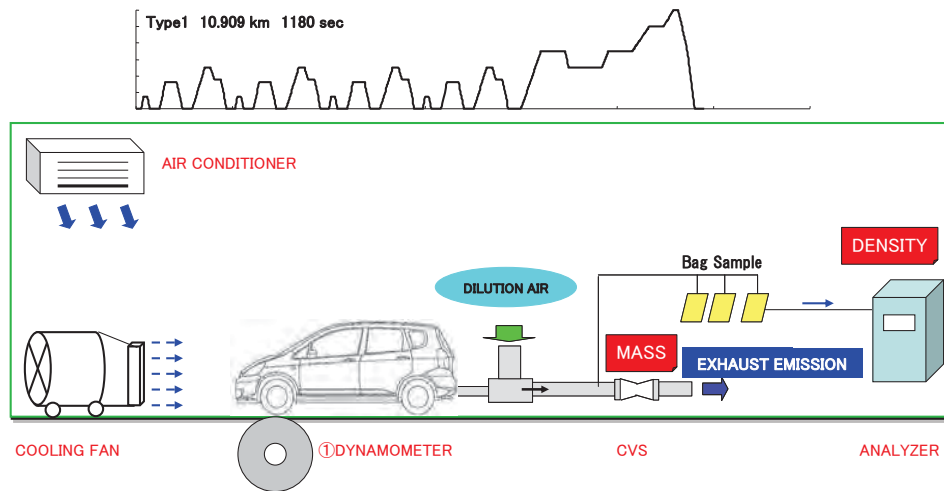 Type1 10.909 km 1180 sec
AIR CONDITIONER
DENSITY
Bag Sample
DILUTION AIR
MASS
EXHAUST EMISSION
COOLING FAN
①DYNAMOMETER
CVS
ANALYZER